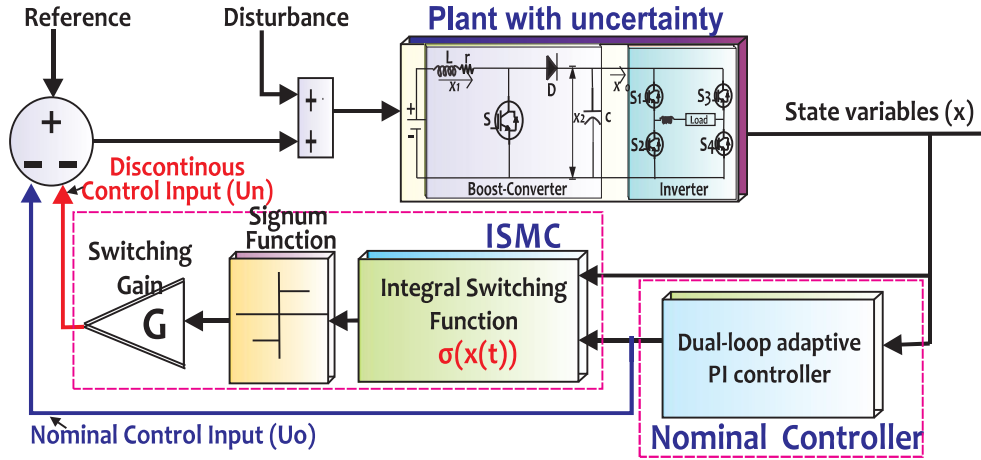 Reference
Disturbance
Plant with uncertainty
L r
X1
D
S
X2
C
S1
S3
Load
S2
S4
Boost-Converter
Inverter
State variables (x)
+
+
+
Discontinous
Control Input (Un)
Signum
Function
ISMC
Switching
Gain
G
Integral Switching
Function
σ(x(t))
Dual-loop adaptive
PI controller
Nominal Control Input (Uo)
Nominal Controller